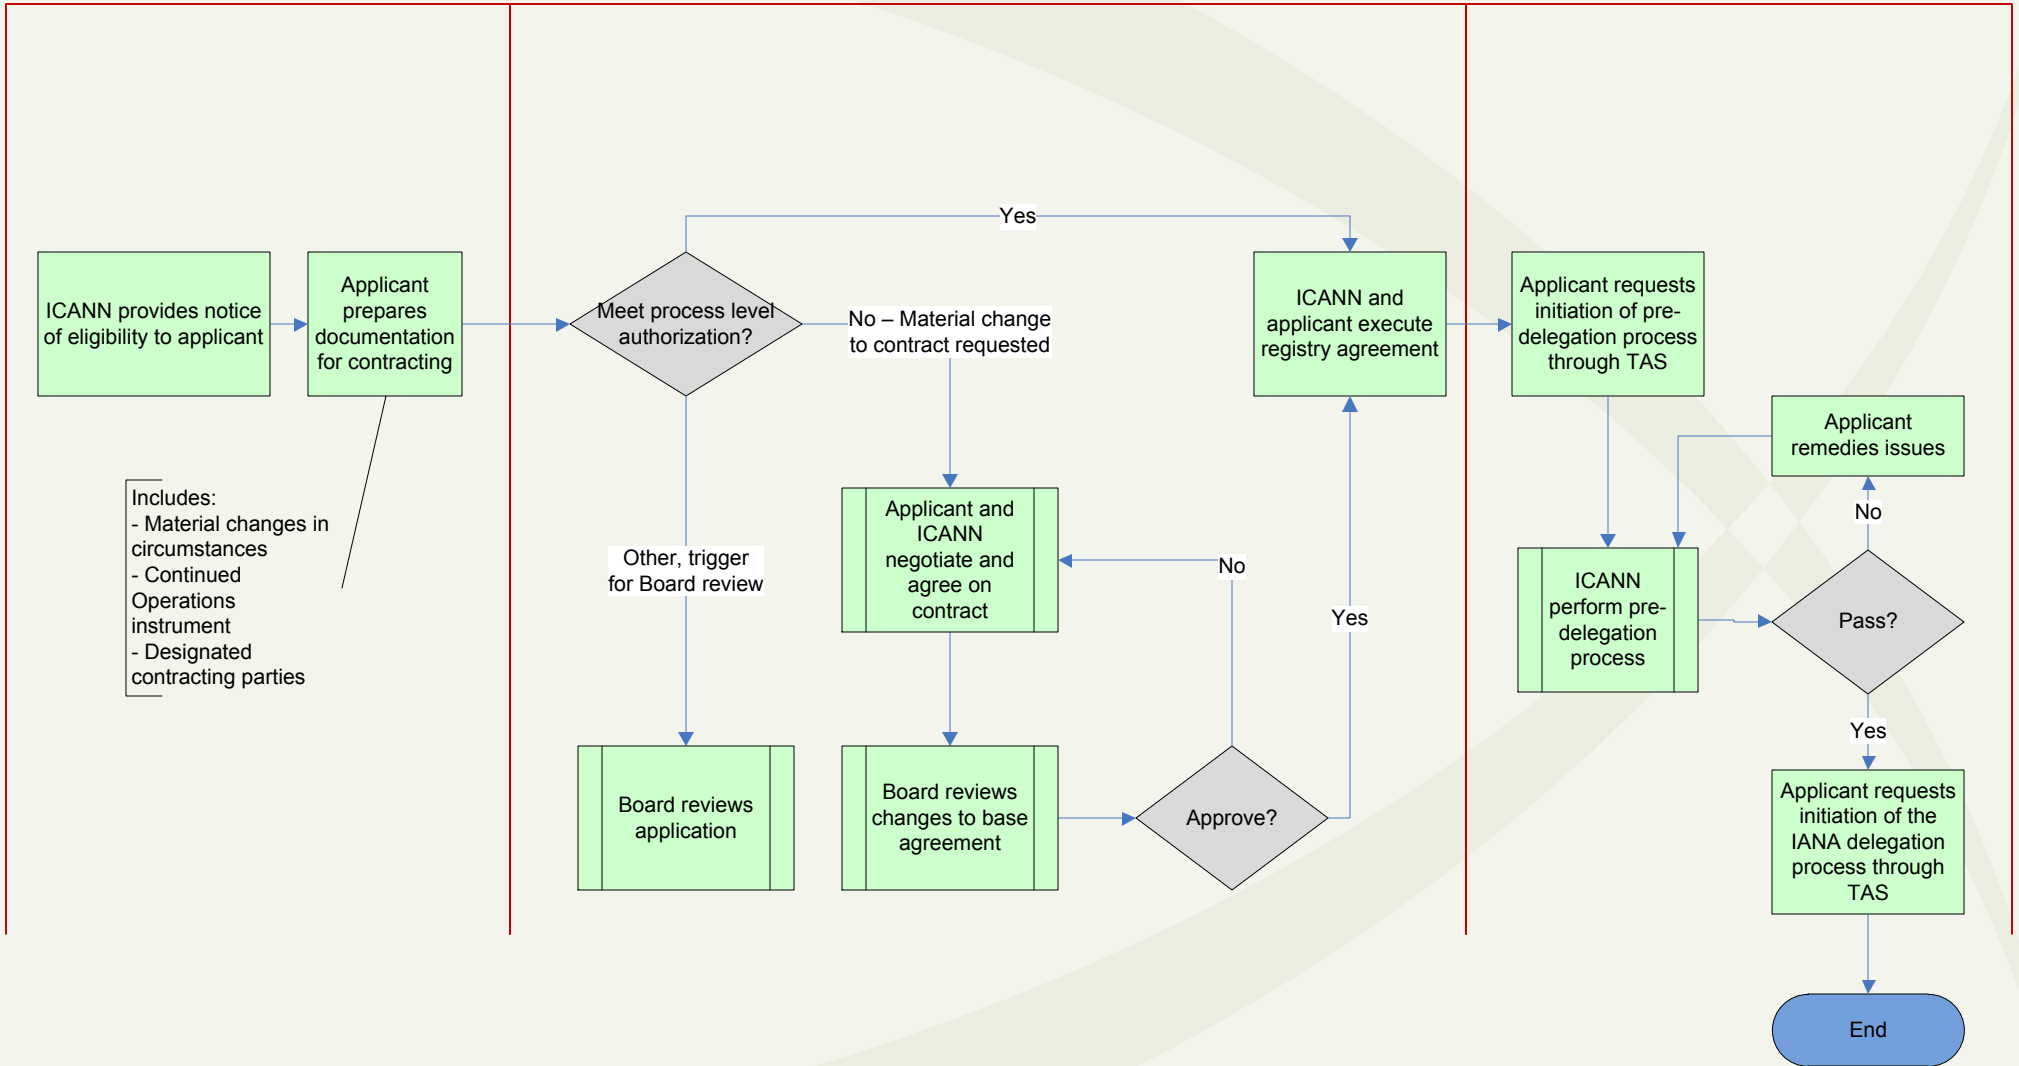 ICANN provides notice
of eligibility to applicant
Applicant
prepares
documentation
for contracting
Includes:
- Material changes in
circumstances
- Continued
Operations
instrument
- Designated
contracting parties
Meet process level
authorization?
Yes
No – Material change
to contract requested
Other, trigger
for Board review
Board reviews
application
Applicant and
ICANN
negotiate and
agree on
contract
Board reviews
changes to base
agreement
Approve?
No
Yes
ICANN and
applicant execute
registry agreement
Applicant requests
initiation of pre-
delegation process
through TAS
ICANN
perform pre-
delegation
process
Pass?
No
Applicant
remedies issues
Yes
Applicant requests
initiation of the
IANA delegation
process through
TAS
End